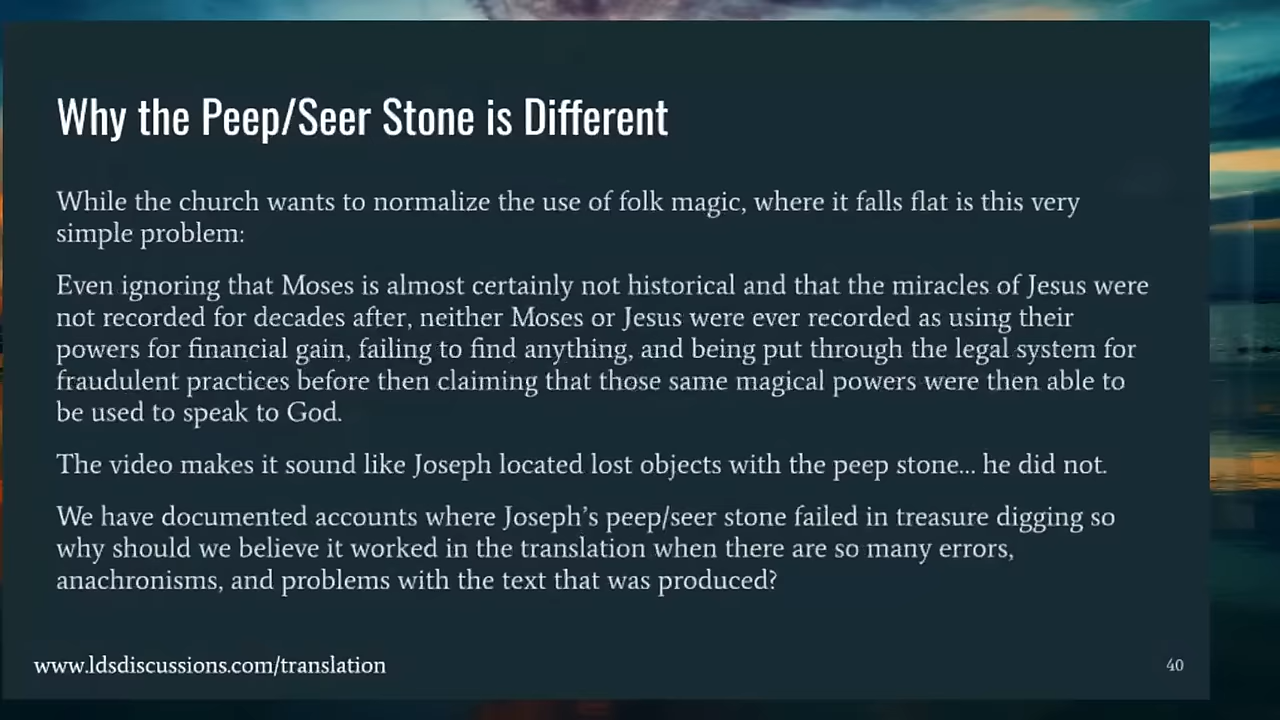 Why the Peep/Seer Stone is Different
While the church wants to normalize the use of folk magic, where it falls flat is this very
simple problem:
Even ignoring that Moses is almost certainly not historical and that the miracles of Jesus were
not recorded for decades after, neither Moses or Jesus were ever recorded as using their
powers for financial gain, failing to find anything, and being put through the legal system for
fraudulent practices before then claiming that those same magical powers were then able to
be used to speak to God.
The video makes it sound like Joseph located lost objects with the peep stone... he did not.
We have documented accounts where Joseph's peep/seer stone failed in treasure digging so
why should we believe it worked in the translation when there are so many errors,
anachronisms, and problems with the text that was produced?
www.ldsdiscussions.com/translation
40